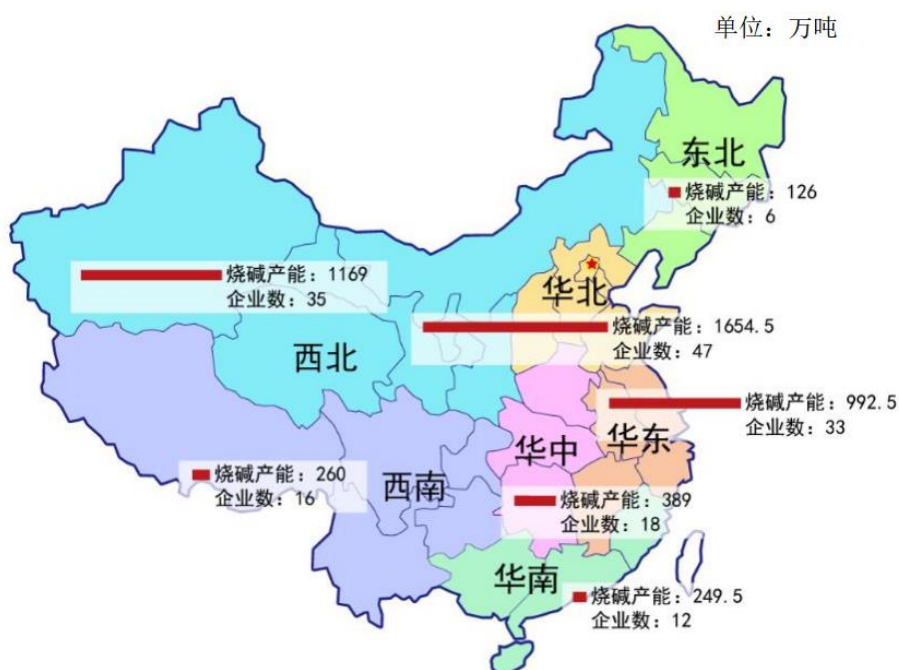 单位：万吨
东北
烧碱产能：126
企业数：6
烧碱产能：1169
企业数：35
华北
烧碱产能：1654.5
企业数：47
西北
烧碱产能：992.5
企业数：33
华东
华中
烧碱产能：260
企业数：16
西南
烧碱产能：389
企业数：18
华南
烧碱产能：249.5
企业数：12